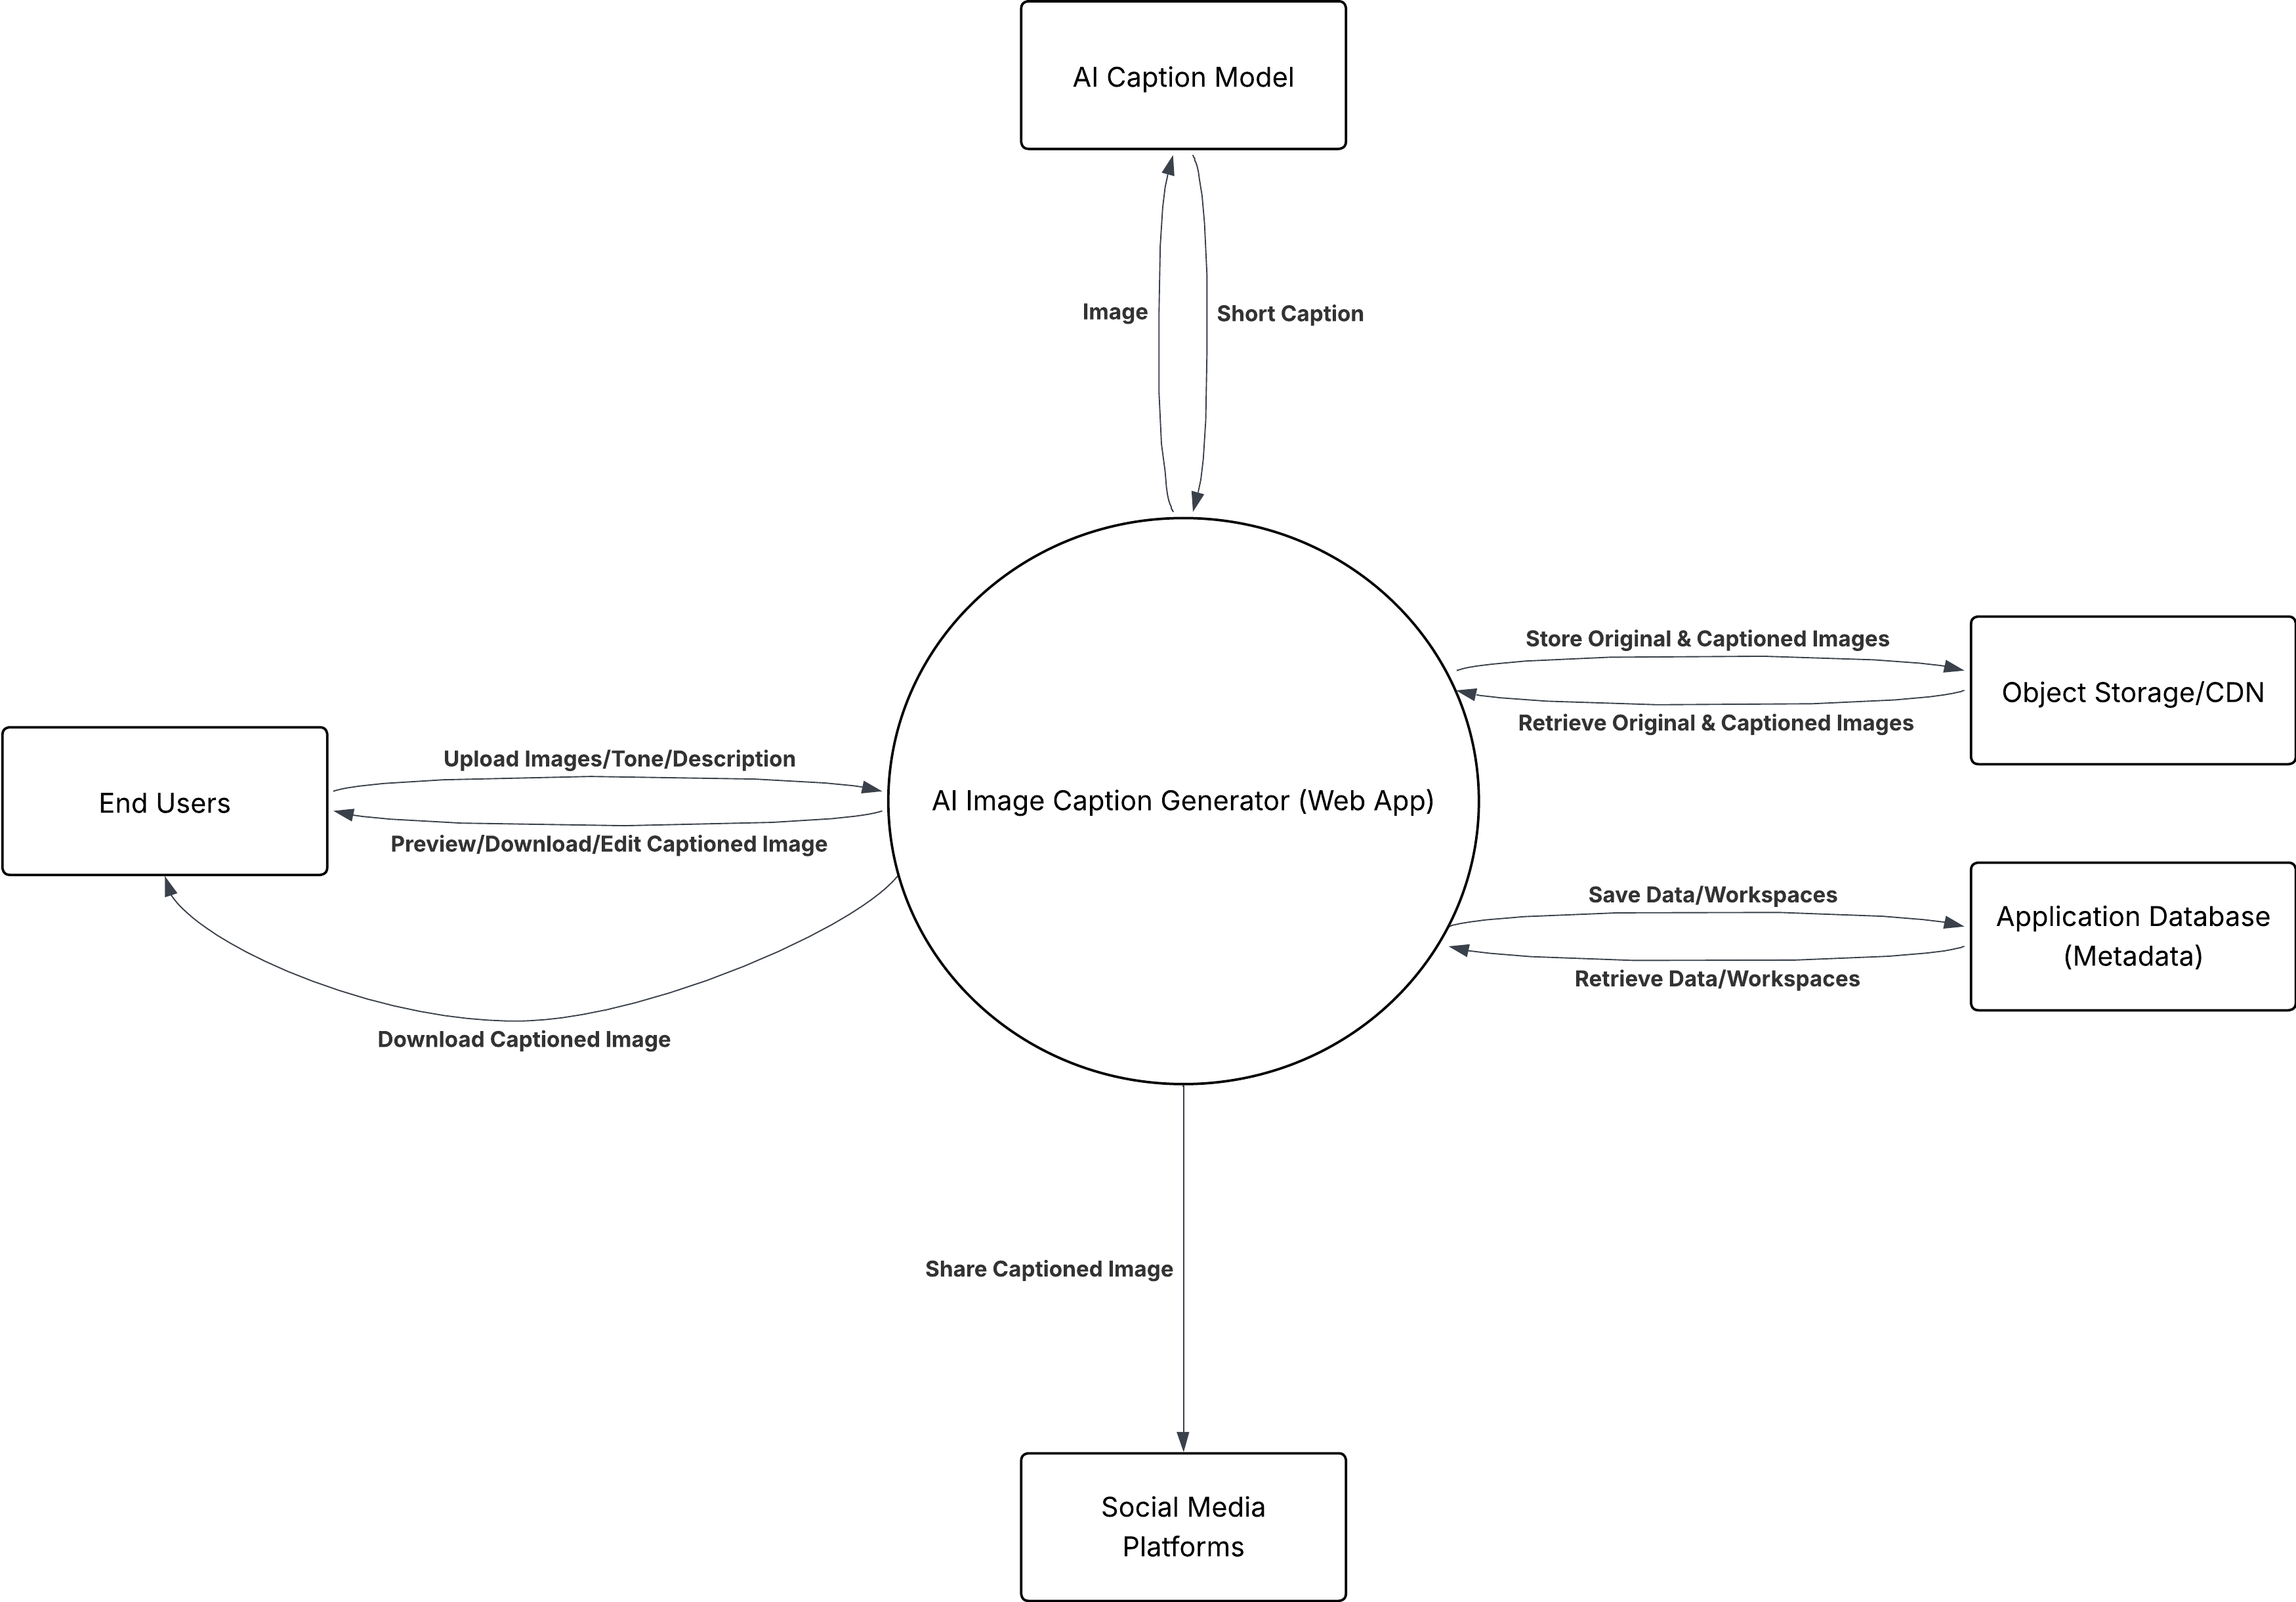 AI Caption Model
Image
Short Caption
Store Original & Captioned Images
Object Storage/CDN
Retrieve Original & Captioned Images
Upload Images/Tone/Description
End Users
AI Image Caption Generator (Web App)
Preview/Download/Edit Captioned Image
Save Data/Workspaces
Application Database
(Metadata)
Retrieve Data/Workspaces
Download Captioned Image
Share Captioned Image
Social Media
Platforms